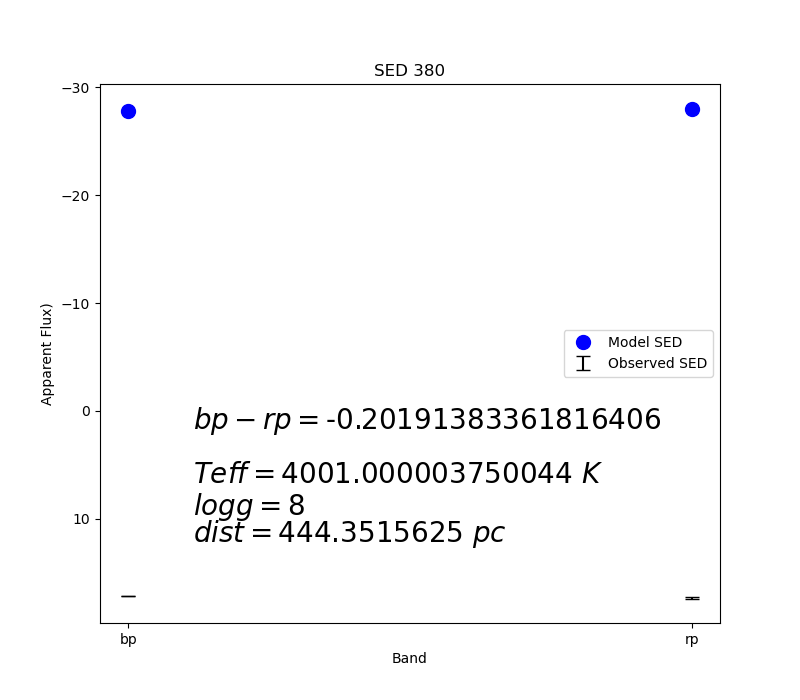 SED 380
−30
−20
−10
0
10
Apparent Flux)
Model SED
Observed SED
bp − rp = -0.20191383361816406
Teff = 4001.000003750044 K
logg = 8
dist = 444.3515625 pc
bp
rp
Band